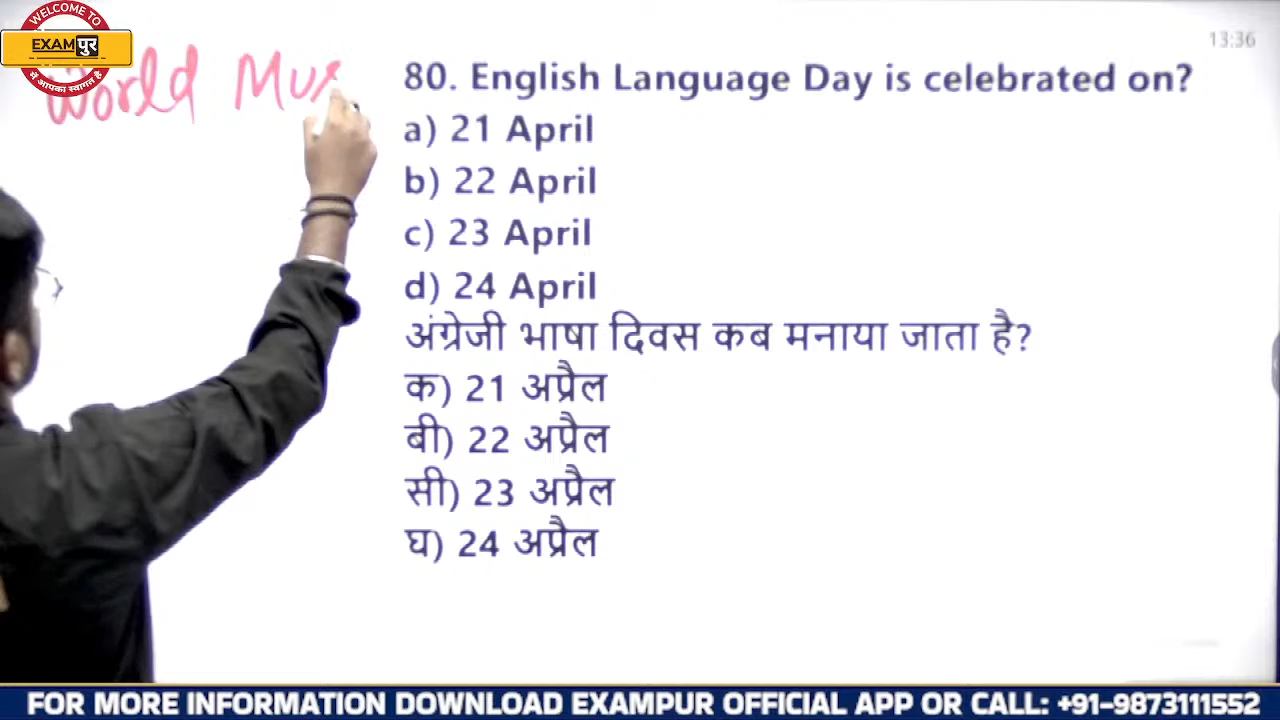 WELCOME TO
EXAMपुर
में आपका स्वागत है
World Mus
13:36
80. English Language Day is celebrated on?
a) 21 April
b) 22 April
c) 23 April
d) 24 April
अंग्रेजी भाषा दिवस कब मनाया जाता है?
क) 21 अप्रैल
बी) 22 अप्रैल
सी) 23 अप्रैल
घ) 24 अप्रैल
FOR MORE INFORMATION DOWNLOAD EXAMPUR OFFICIAL APP OR CALL: +91-9873111552